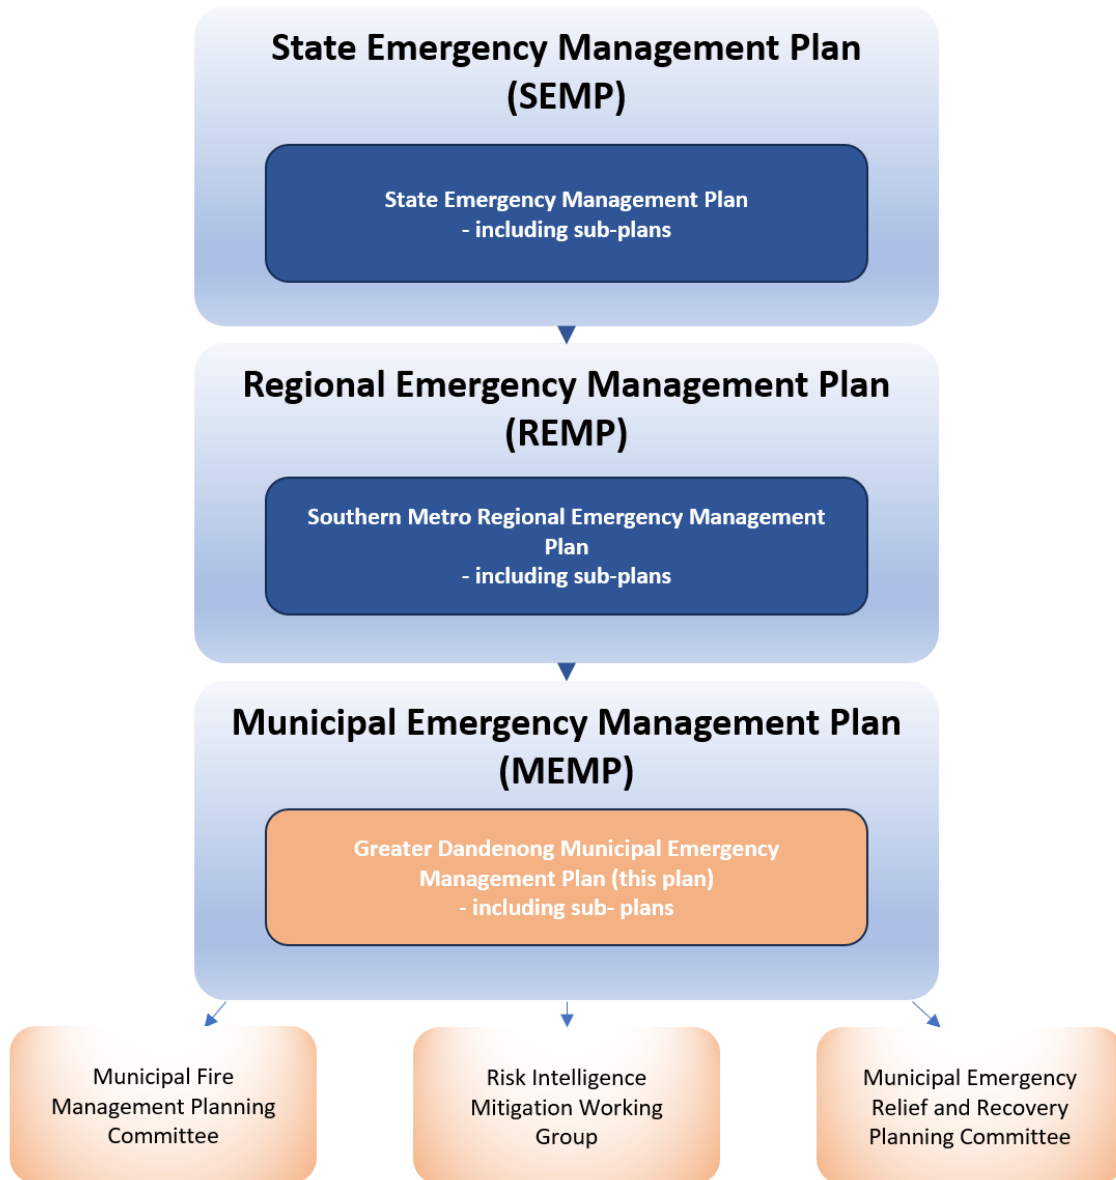 State Emergency Management Plan
(SEMP)
State Emergency Management Plan
- including sub-plans
Regional Emergency Management Plan
(REMP)
Southern Metro Regional Emergency Management
Plan
- including sub-plans
Municipal Emergency Management Plan
(MEMP)
Greater Dandenong Municipal Emergency
Management Plan (this plan)
- including sub- plans
Municipal Fire
Management Planning
Committee
Risk Intelligence
Mitigation Working
Group
Municipal Emergency
Relief and Recovery
Planning Committee